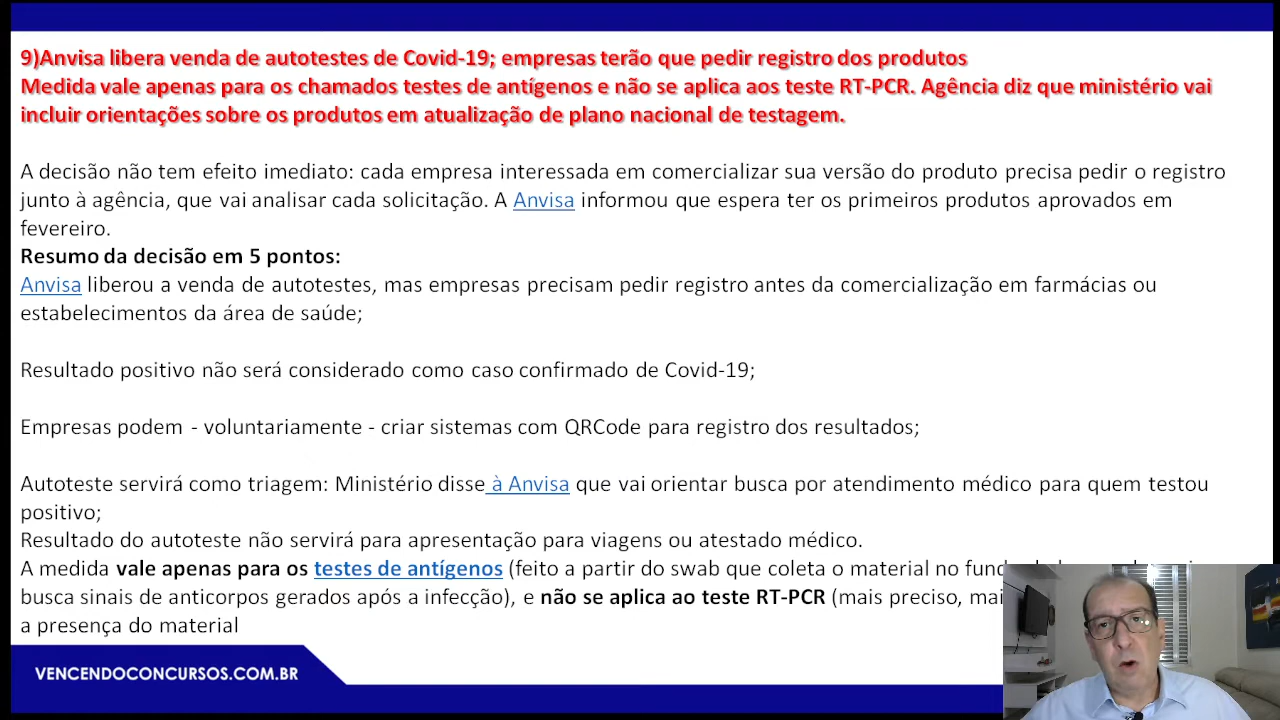 9)Anvisa libera venda de autotestes de Covid-19; empresas terão que pedir registro dos produtos
Medida vale apenas para os chamados testes de antígenos e não se aplica aos teste RT-PCR. Agência diz que ministério vai
incluir orientações sobre os produtos em atualização de plano nacional de testagem.
A decisão não tem efeito imediato: cada empresa interessada em comercializar sua versão do produto precisa pedir o registro
junto à agência, que vai analisar cada solicitação. A Anvisa informou que espera ter os primeiros produtos aprovados em
fevereiro.
Resumo da decisão em 5 pontos:
Anvisa liberou a venda de autotestes, mas empresas precisam pedir registro antes da comercialização em farmácias ou
estabelecimentos da área de saúde;
Resultado positivo não será considerado como caso confirmado de Covid-19;
Empresas podem - voluntariamente - criar sistemas com QRCode para registro dos resultados;
Autoteste servirá como triagem: Ministério disse à Anvisa que vai orientar busca por atendimento médico para quem testou
positivo;
Resultado do autoteste não servirá para apresentação para viagens ou atestado médico.
A medida vale apenas para os testes de antígenos (feito a partir do swab que coleta o material no
busca sinais de anticorpos gerados após a infecção), e não se aplica ao teste RT-PCR (mais preciso,
a presença do material
VENCENDOCONCURSOS.COM.BR